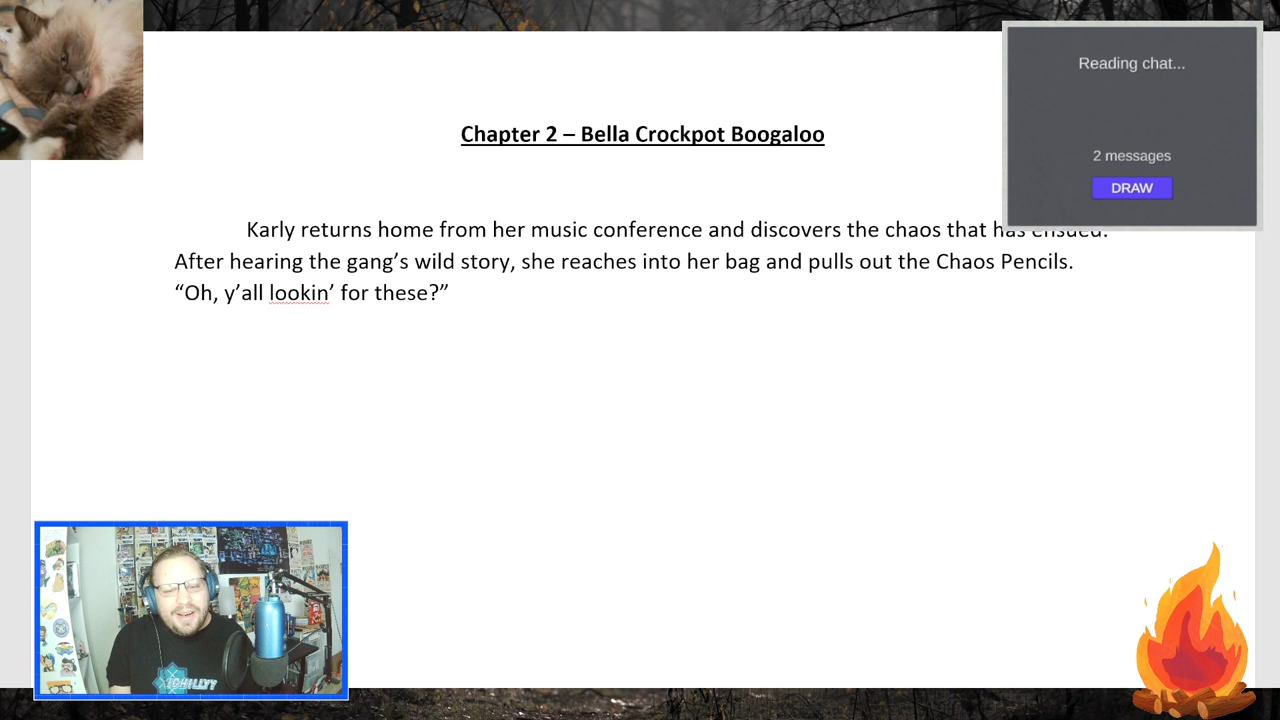 Reading chat...
2 messages
DRAW
Chapter 2 – Bella Crockpot Boogaloo
Karly returns home from her music conference and discovers the chaos that has ensued.
After hearing the gang’s wild story, she reaches into her bag and pulls out the Chaos Pencils.
“Oh, y’all lookin’ for these?”